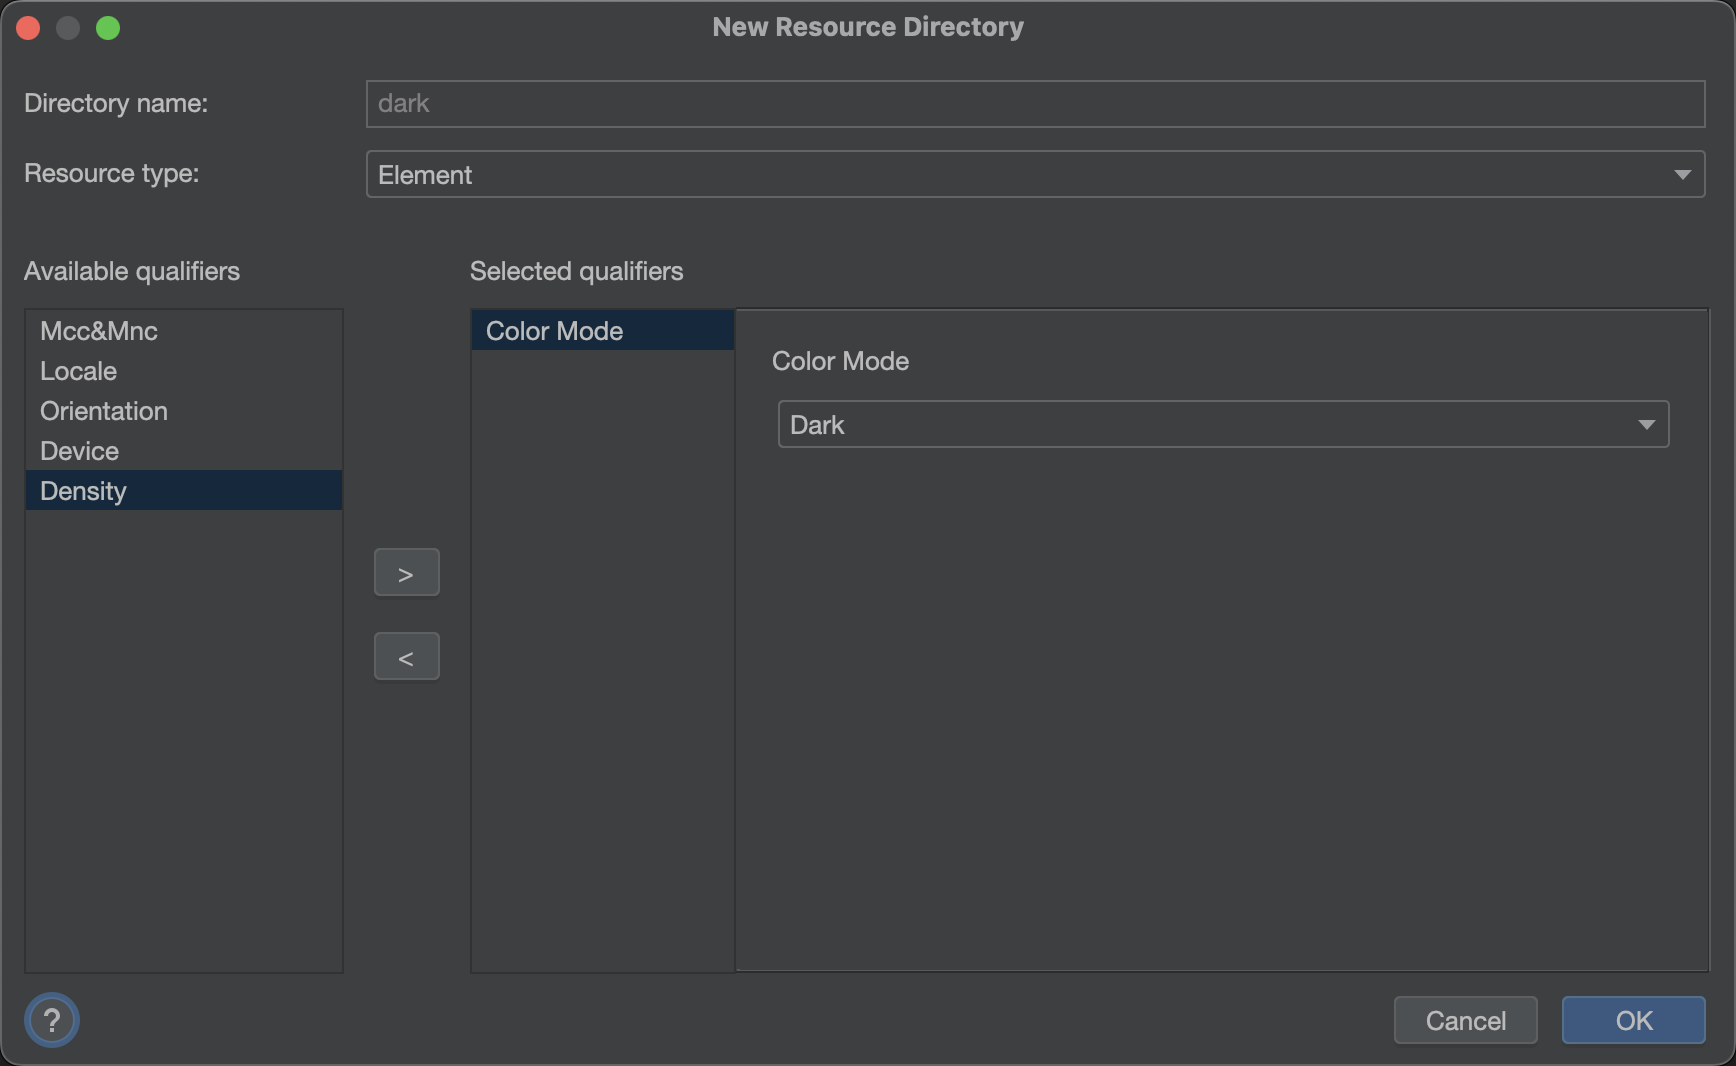 New Resource Directory
Directory name:
dark
Resource type:
Element
Available qualifiers
Selected qualifiers
Mcc&Mnc
Locale
Orientation
Device
Density
>
<
Color Mode
Color Mode
Dark
?
Cancel
OK